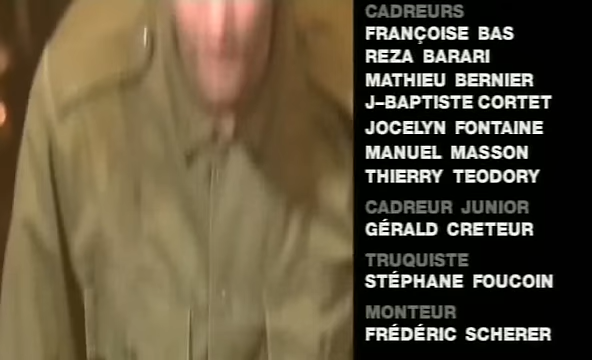 CADREURS
FRANÇOISE BAS
REZA BARARI
MATHIEU BERNIER
J-BAPTISTE CORTET
JOCELYN FONTAINE
MANUEL MASSON
THIERRY TEODORY
CADREUR JUNIOR
GÉRALD CRETEUR
TRUQUISTE
STÉPHANE FOUCOIN
MONTEUR
FRÉDÉRIC SCHERER